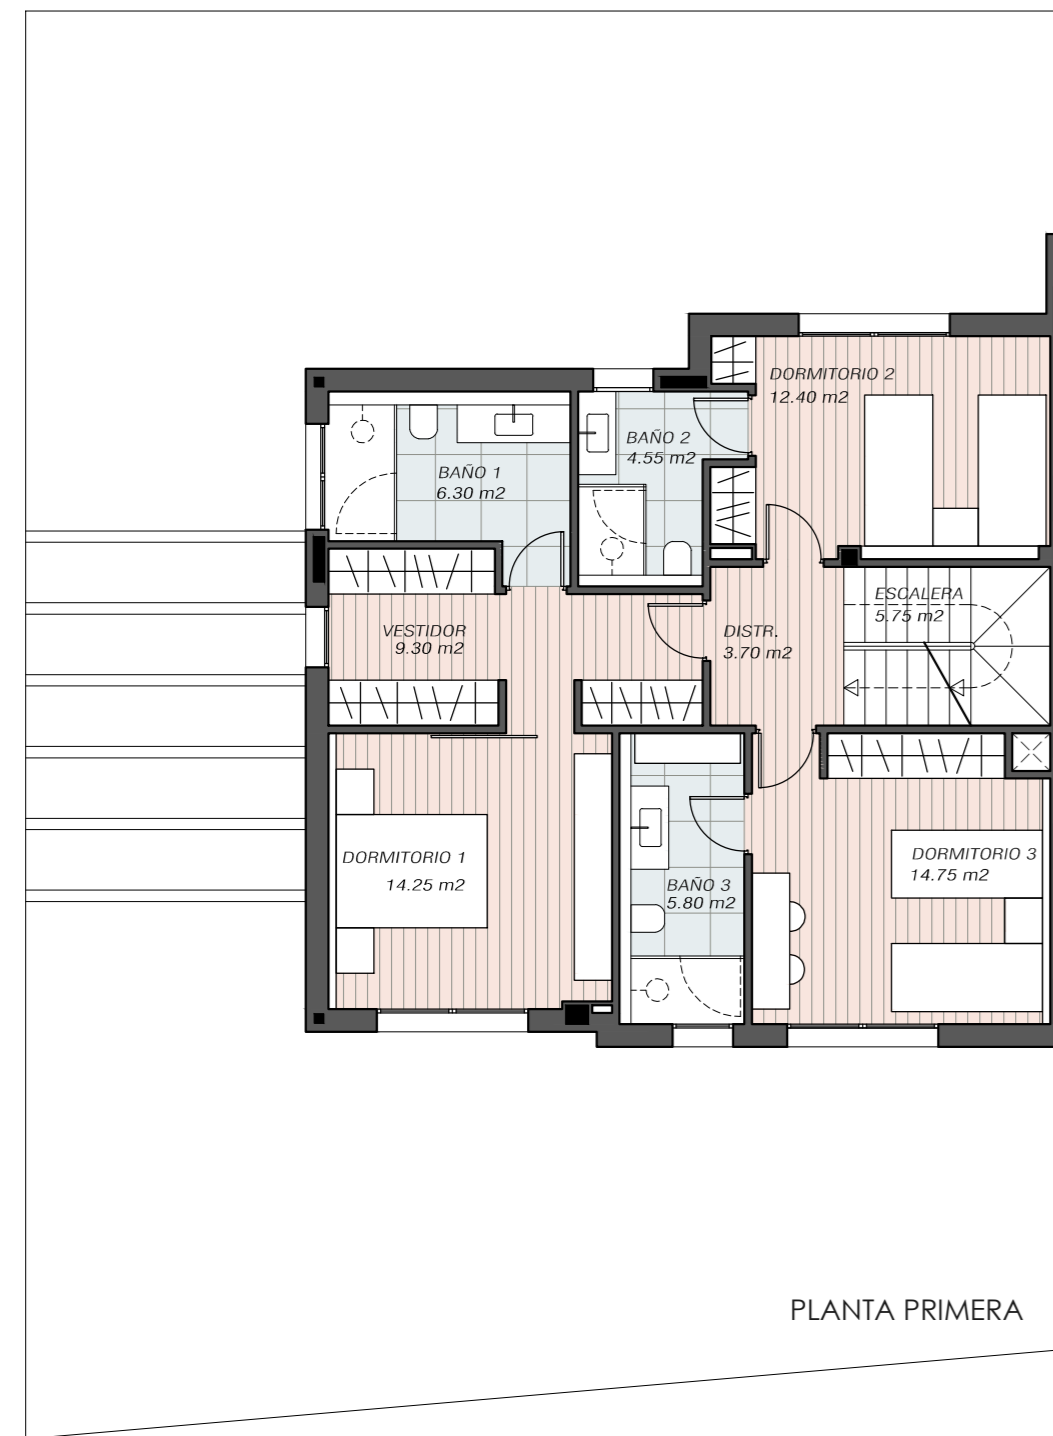 DORMITORIO 2
12.40 m2
BAÑO 2
4.55 m2
BAÑO 1
6.30 m2
ESCALERA
5.75 m2
VESTIDOR
9.30 m2
DISTR.
3.70 m2
DORMITORIO 1
14.25 m2
DORMITORIO 3
14.75 m2
BAÑO 3
5.80 m2
PLANTA PRIMERA